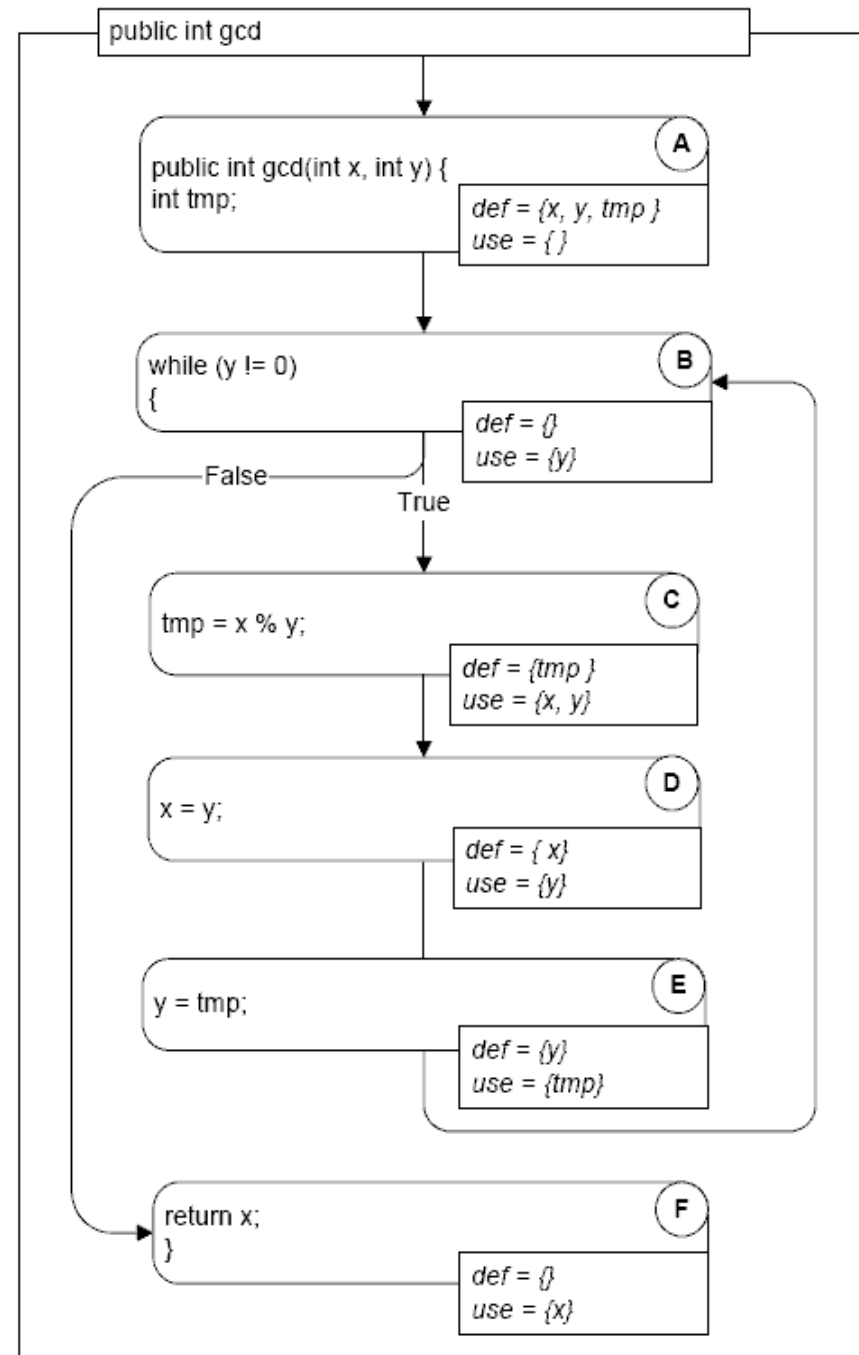 public int gcd
A
public int gcd(int x, int y) {
int tmp;
def = {x, y, tmp }
use = { }
B
while (y != 0)
{
def = {}
use = {y}
False
True
C
tmp = x % y;
def = {tmp }
use = {x, y}
D
x = y;
def = { x}
use = {y}
E
y = tmp;
def = {y}
use = {tmp}
F
return x;
}
def = {}
use = {x}